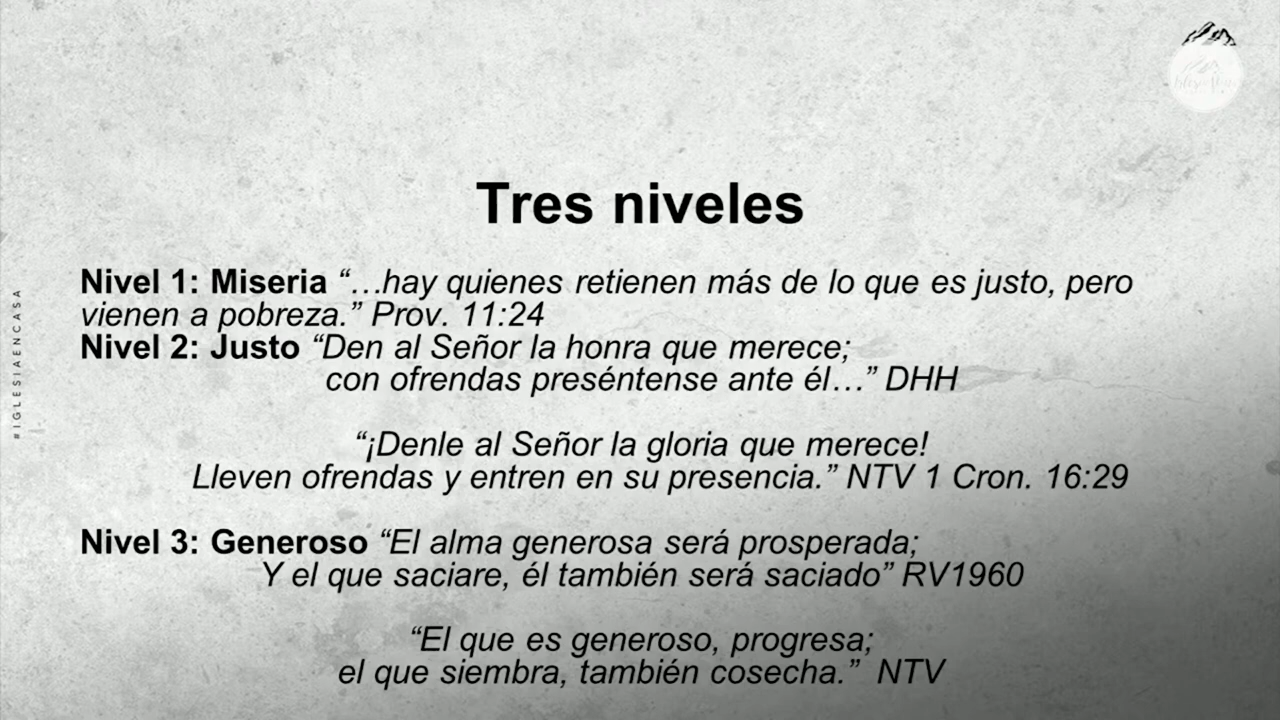 Tres niveles
Nivel 1: Miseria “…hay quienes retienen más de lo que es justo, pero
vienen a pobreza.” Prov. 11:24
Nivel 2: Justo “Den al Señor la honra que merece;
con ofrendas preséntense ante él…” DHH
“¡Denle al Señor la gloria que merece!
Lleven ofrendas y entren en su presencia.” NTV 1 Cron. 16:29
Nivel 3: Generoso “El alma generosa será prosperada;
Y el que saciare, él también será saciado” RV1960
“El que es generoso, progresa;
el que siembra, también cosecha.” NTV
#IGLESIAENCASA